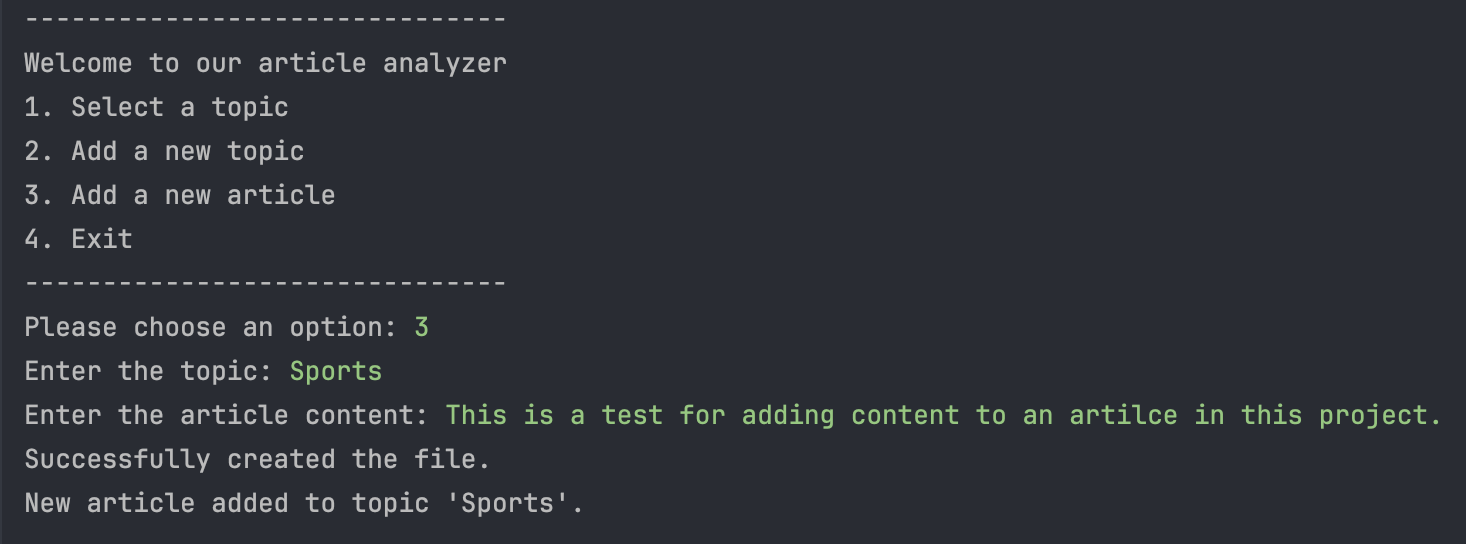 -------------------------------
Welcome to our article analyzer
1. Select a topic
2. Add a new topic
3. Add a new article
4. Exit
-------------------------------
Please choose an option: 3
Enter the topic: Sports
Enter the article content: This is a test for adding content to an artilce in this project.
Successfully created the file.
New article added to topic 'Sports'.